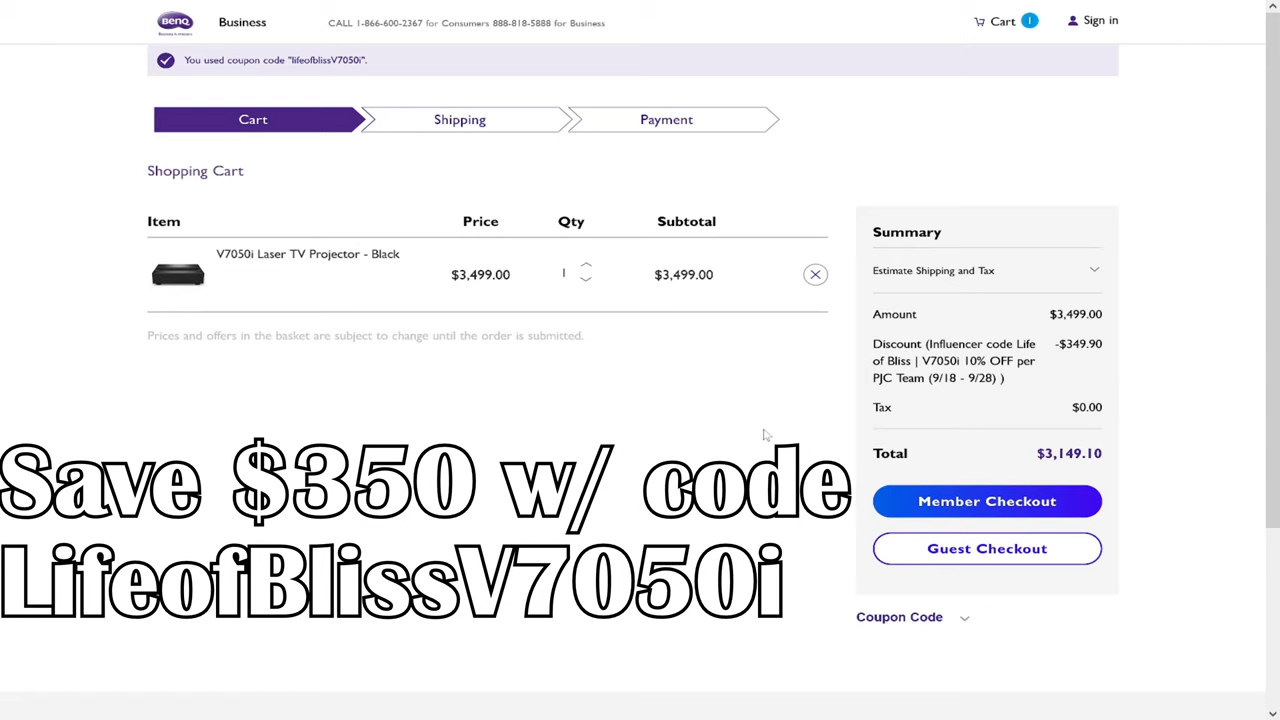 BenQ
Business CALL 1-866-600-2367 for Consumers 888-818-5888 for Business Cart 1 Sign in
You used coupon code "lifeofblissV7050i".
Cart Shipping Payment
Shopping Cart
Item Price Qty Subtotal
V7050i Laser TV Projector - Black
$3,499.00 1 $3,499.00
Prices and offers in the basket are subject to change until the order is submitted.
Summary
Estimate Shipping and Tax
Amount $3,499.00
Discount (Influencer code Life -$349.90
of Bliss | V7050i 10% OFF per
PJC Team (9/18 - 9/28) )
Tax $0.00
Total $3,149.10
Member Checkout
Guest Checkout
Coupon Code
Save $350 w/ code
LifeofBlissV7050i